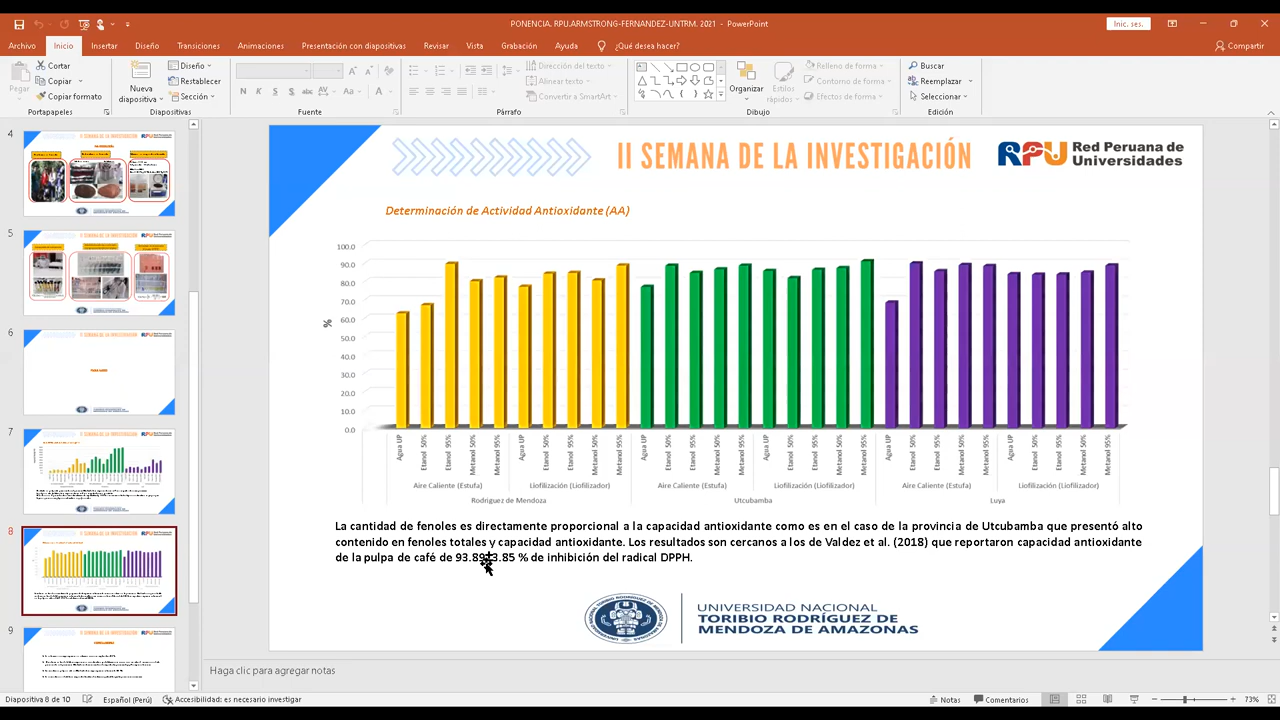 PONENCIA. RPU.ARMSTRONG-FERNANDEZ-UNTRM. 2021 - PowerPoint
Inic. ses.
Archivo Inicio Insertar Diseño Transiciones Animaciones Presentación con diapositivas Revisar Vista Grabación Ayuda ¿Qué desea hacer? Compartir
Pegar
Cortar
Copiar
Copiar formato
Portapapeles
Nueva diapositiva
Diseño
Restablecer
Sección
Diapositivas
N K S
Fuente
Párrafo
Dirección del texto
Alinear texto
Convertir a SmartArt
Organizar
Estilos rápidos
Relleno de forma
Contorno de forma
Efectos de forma
Dibujo
Buscar
Reemplazar
Seleccionar
Edición
4
5
6
7
8
9
II SEMANA DE LA INVESTIGACIÓN
RPU Red Peruana de
Universidades
Determinación de Actividad Antioxidante (AA)
100.0
90.0
80.0
70.0
60.0
50.0
40.0
30.0
20.0
10.0
0.0
%
Agua UP Etanol 50% Etanol 95% Metanol 50% Metanol 95% Agua UP Etanol 50% Etanol 95% Metanol 50% Metanol 95% Agua UP Etanol 50% Etanol 95% Metanol 50% Metanol 95% Agua UP Etanol 50% Etanol 95% Metanol 50% Metanol 95% Agua UP Etanol 50% Etanol 95% Metanol 50% Metanol 95% Agua UP Etanol 50% Etanol 95% Metanol 50% Metanol 95%
Aire Caliente (Estufa) Liofilización (Liofilizador) Aire Caliente (Estufa) Liofilización (Liofilizador) Aire Caliente (Estufa) Liofilización (Liofilizador)
Rodriguez de Mendoza Utcubamba Luya
La cantidad de fenoles es directamente proporcional a la capacidad antioxidante como es en el caso de la provincia de Utcubamba que presentó alto
contenido en fenoles totales y capacidad antioxidante. Los resultados son cercanos a los de Valdez et al. (2018) que reportaron capacidad antioxidante
de la pulpa de café de 93.89 3.85 % de inhibición del radical DPPH.
UNIVERSIDAD NACIONAL
TORIBIO RODRÍGUEZ DE
MENDOZA DE AMAZONAS
Haga clic para agregar notas
Diapositiva 8 de 10 Español (Perú) Accesibilidad: es necesario investigar Notas Comentarios 73%